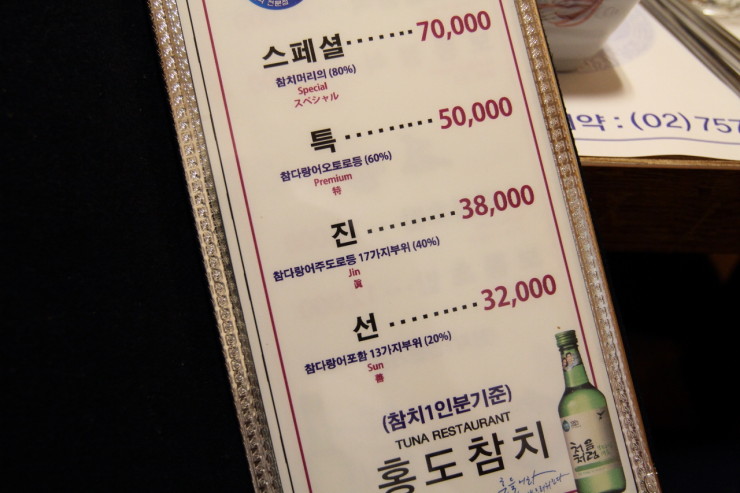 스페셜·······70,000
참치머리의 (80%)
Special
スペシャル
특·········50,000
참다랑어오토로등 (60%)
Premium
特
진·········38,000
참다랑어주도로등 17가지부위 (40%)
Jin
眞
선·········32,000
참다랑어포함 13가지부위 (20%)
Sun
善
(참치1인분기준)
TUNA RESTAURANT
홍도참치
처음처럼
약 : (02) 757